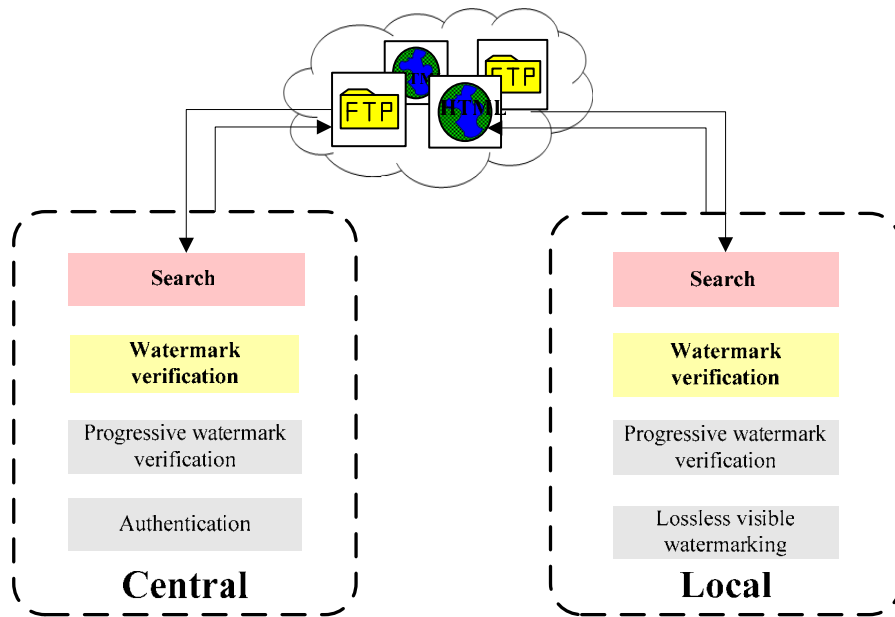 FTP
HTML
FTP
Search
Watermark
verification
Progressive watermark
verification
Authentication
Central
Search
Watermark
verification
Progressive watermark
verification
Lossless visible
watermarking
Local